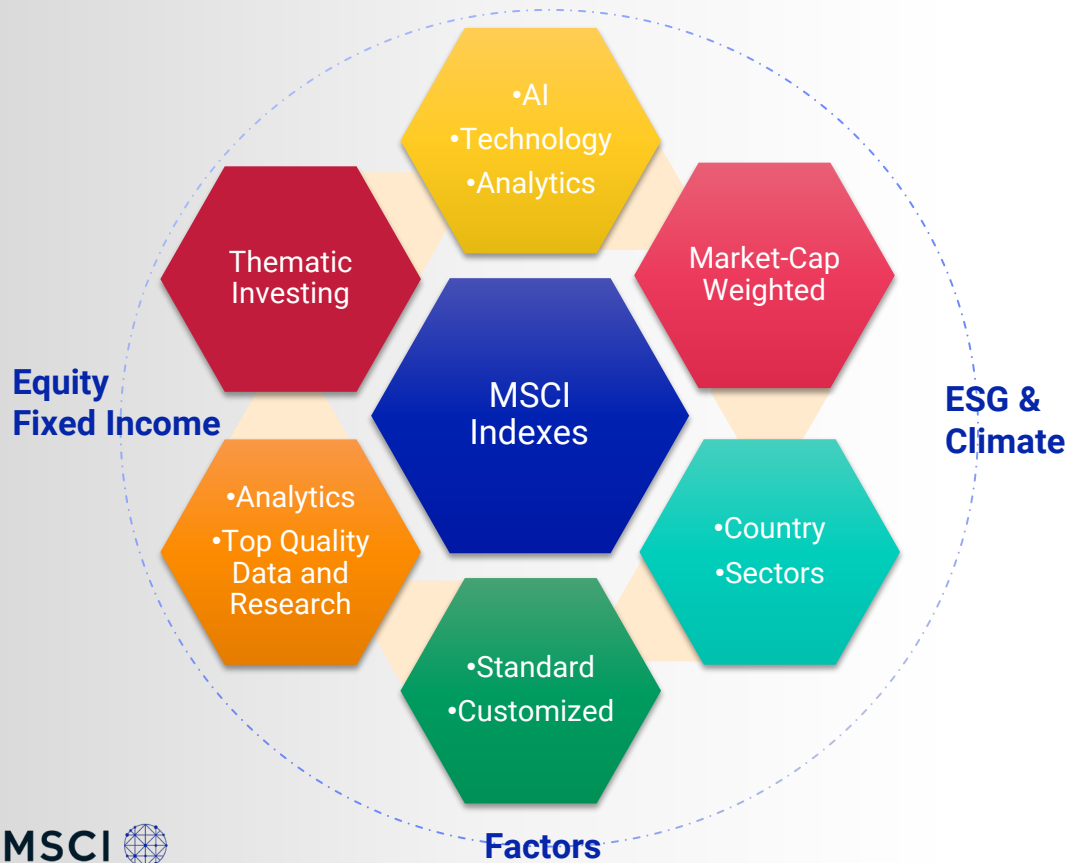 •AI
•Technology
•Analytics
Thematic
Investing
Market-Cap
Weighted
MSCI
Indexes
Equity
Fixed Income
ESG &
Climate
•Analytics
•Top Quality
Data and
Research
•Country
•Sectors
•Standard
•Customized
MSCI
Factors